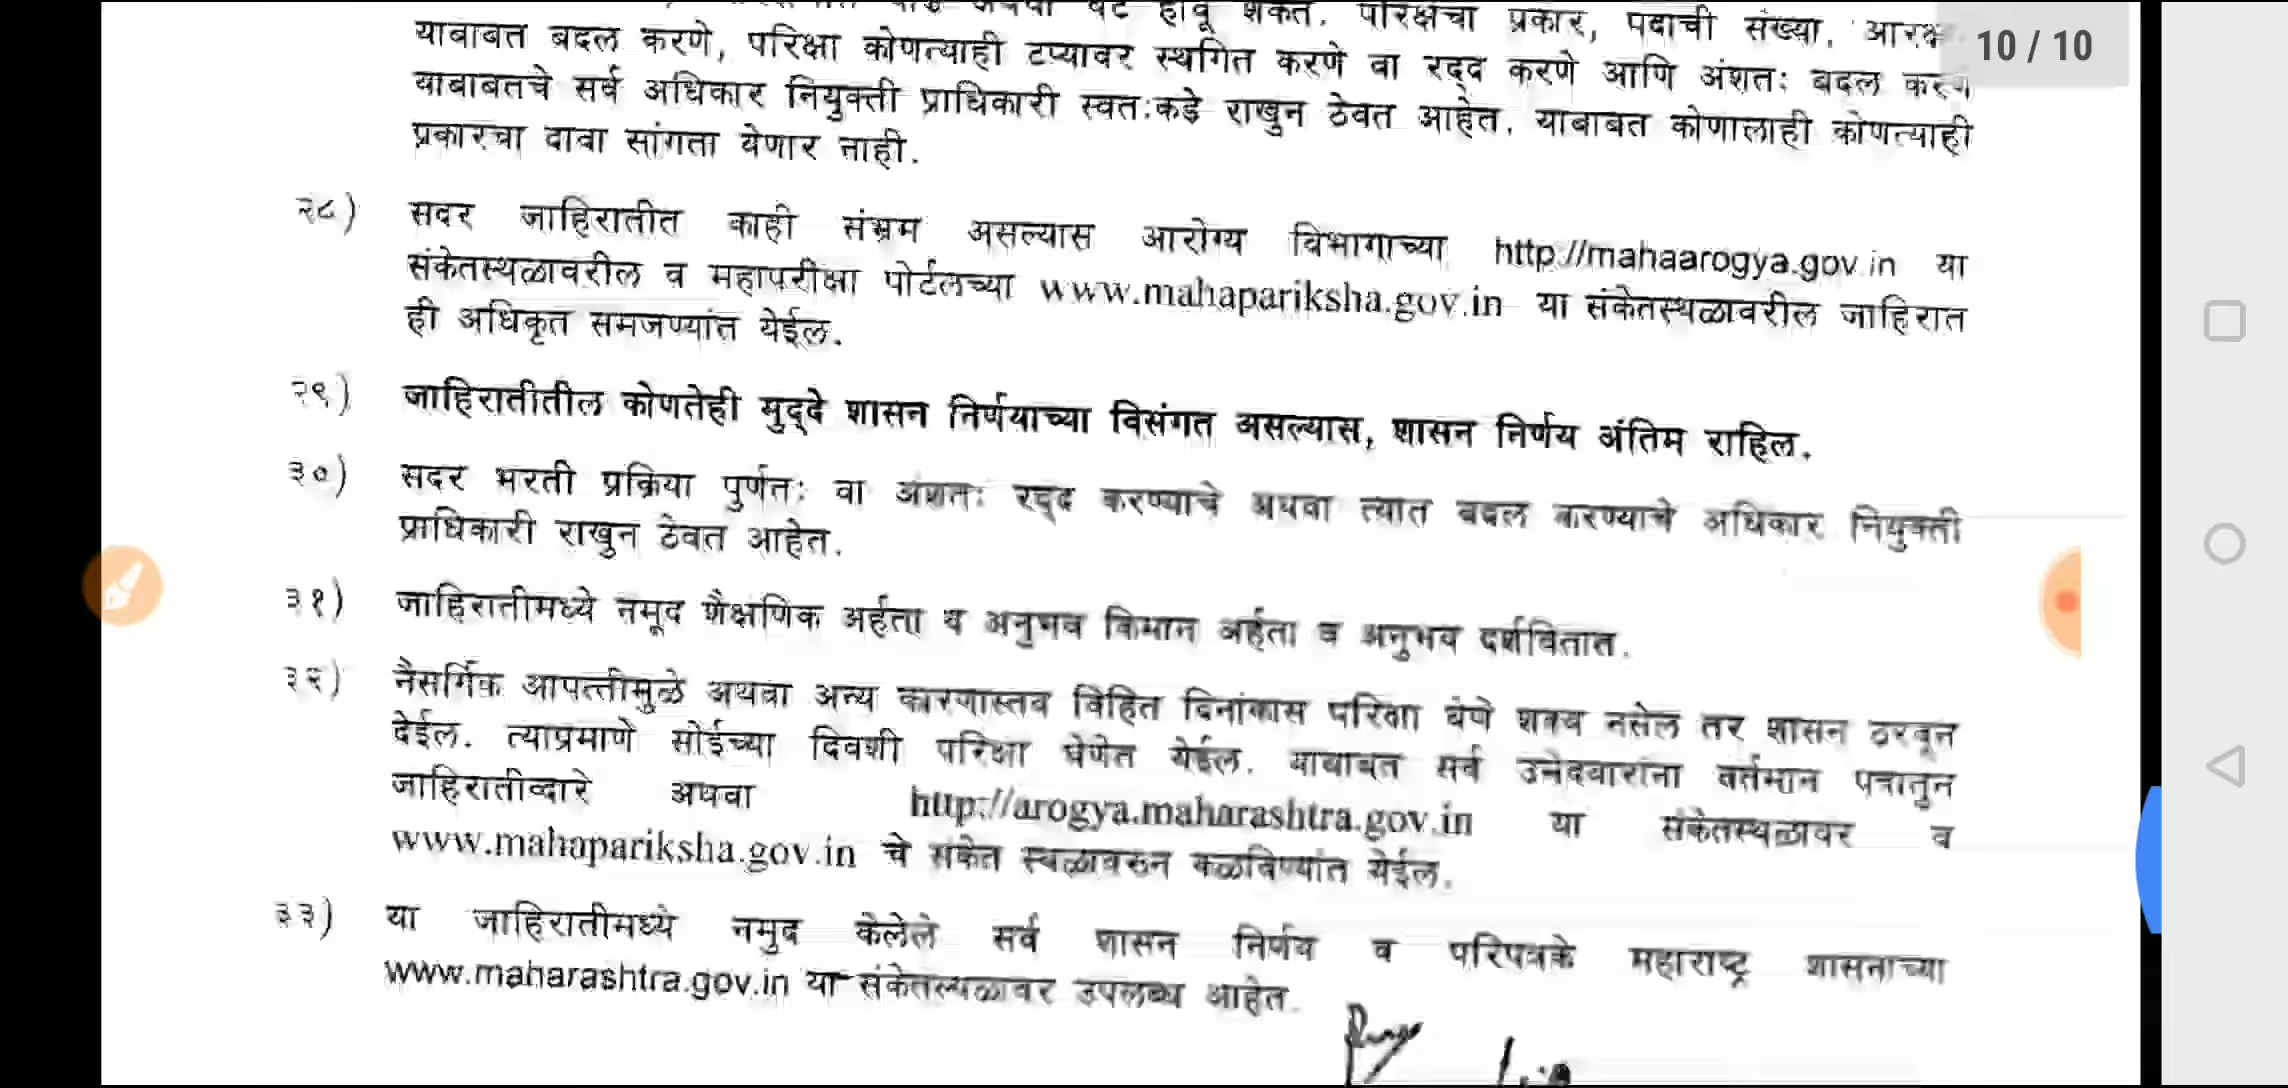 वाढ अथवा घट होवू शकते. परिक्षेचा प्रकार, पदाची संख्या,
याबाबत बदल करणे, परिक्षा कोणत्याही टप्यावर स्थगित करणे वा रद्द करणे आणि अंशतः बदल
10 / 10
याबाबतचे सर्व अधिकार नियुक्ती प्राधिकारी स्वतःकडे राखुन ठेवत आहेत. याबाबत कोणालाही कोणत्याही
प्रकारचा दावा सांगता येणार नाही.
२८) सदर जाहिरातीत काही संभ्रम असल्यास आरोग्य विभागाच्या http://mahaarogya.gov.in या
संकेतस्थळावरील व महापरीक्षा पोर्टलच्या www.mahapariksha.gov.in या संकेतस्थळावरील जाहिरात
ही अधिकृत समजण्यांत येईल.
२९) जाहिरातीतील कोणतेही मुद्दे शासन निर्णयाच्या विसंगत असल्यास, शासन निर्णय अंतिम राहिल.
३०) सदर भरती प्रक्रिया पुर्णतः वा अंशतः रद्द करण्याचे अथवा त्यात बदल करण्याचे अधिकार नियुक्ती
प्राधिकारी राखुन ठेवत आहेत.
३१) जाहिरातीमध्ये नमूद शैक्षणिक अर्हता व अनुभव किमान अर्हता व अनुभव दर्शवितात.
३२) नैसर्गिक आपत्तीमुळे अथवा अन्य कारणास्तव विहित दिनांकास परिक्षा घेणे शक्य नसेल तर शासन ठरवून
देईल. त्याप्रमाणे सोईच्या दिवशी परिक्षा घेणेत येईल. याबाबत सर्व उमेदवारांना वर्तमान पत्रातुन
जाहिरातीव्दारे अथवा http://arogya.maharashtra.gov.in या संकेतस्थळावर व
www.mahapariksha.gov.in चे संकेत स्थळावरुन कळविण्यांत येईल.
३३) या जाहिरातीमध्ये नमुद केलेले सर्व शासन निर्णय व परिपत्रके महाराष्ट्र शासनाच्या
www.maharashtra.gov.in या संकेतस्थळावर उपलब्ध आहेत.